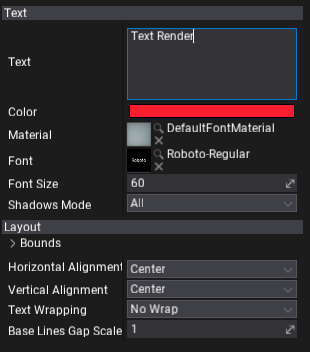 Text
Text
Text Render
Color
Material
DefaultFontMaterial
Font
Roboto
Roboto-Regular
Font Size
60
Shadows Mode
All
Layout
Bounds
Horizontal Alignment
Center
Vertical Alignment
Center
Text Wrapping
No Wrap
Base Lines Gap Scale
1